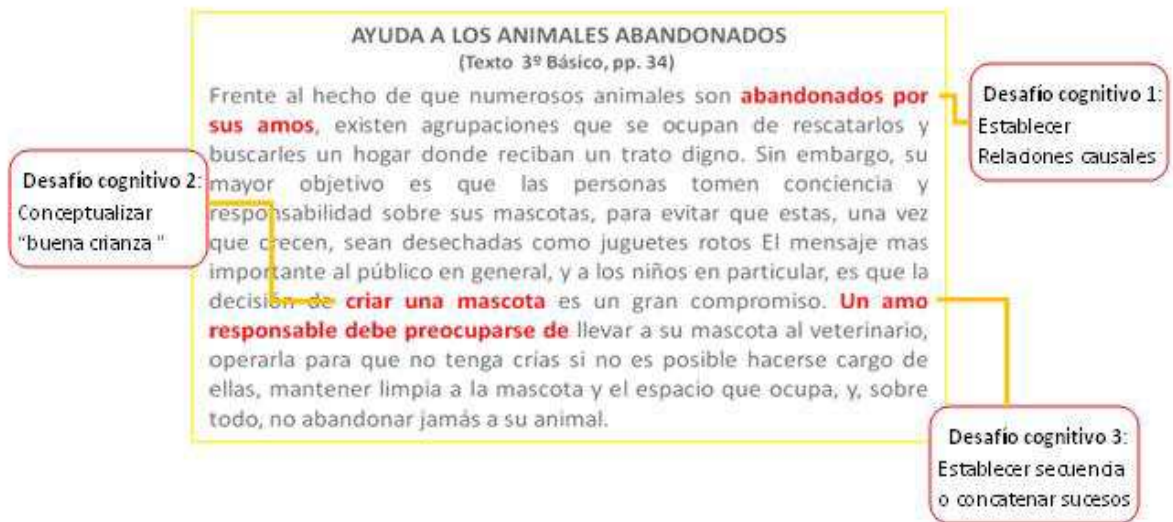 AYUDA A LOS ANIMALES ABANDONADOS
(Texto 3º Básico, pp. 34)
Frente al hecho de que numerosos animales son abandonados por
sus amos, existen agrupaciones que se ocupan de rescatarlos y
buscarles un hogar donde reciban un trato digno. Sin embargo, su
mayor objetivo es que las personas tomen conciencia y
responsabilidad sobre sus mascotas, para evitar que estas, una vez
que crecen, sean desechadas como juguetes rotos El mensaje mas
importante al público en general, y a los niños en particular, es que la
decisión de criar una mascota es un gran compromiso. Un amo
responsable debe preocuparse de llevar a su mascota al veterinario,
operarla para que no tenga crías si no es posible hacerse cargo de
ellas, mantener limpia a la mascota y el espacio que ocupa, y, sobre
todo, no abandonar jamás a su animal.
Desafío cognitivo 1:
Establecer
Relaciones causales
Desafío cognitivo 2:
Conceptualizar
"buena crianza "
Desafío cognitivo 3:
Establecer secuencia
o concatenar sucesos